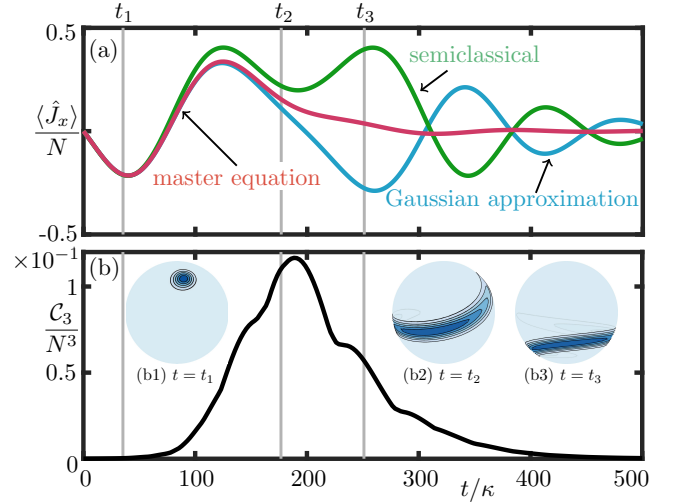 t₁ t₂ t₃
0.5
(a)
semiclassical
⟨Ĵₓ⟩
N
master equation
Gaussian approximation
-0.5
×10⁻¹
(b)
1
𝒞₃
N³
(b1) t = t₁ (b2) t = t₂ (b3) t = t₃
0.5
0
0 100 200 300 400 500
t/κ